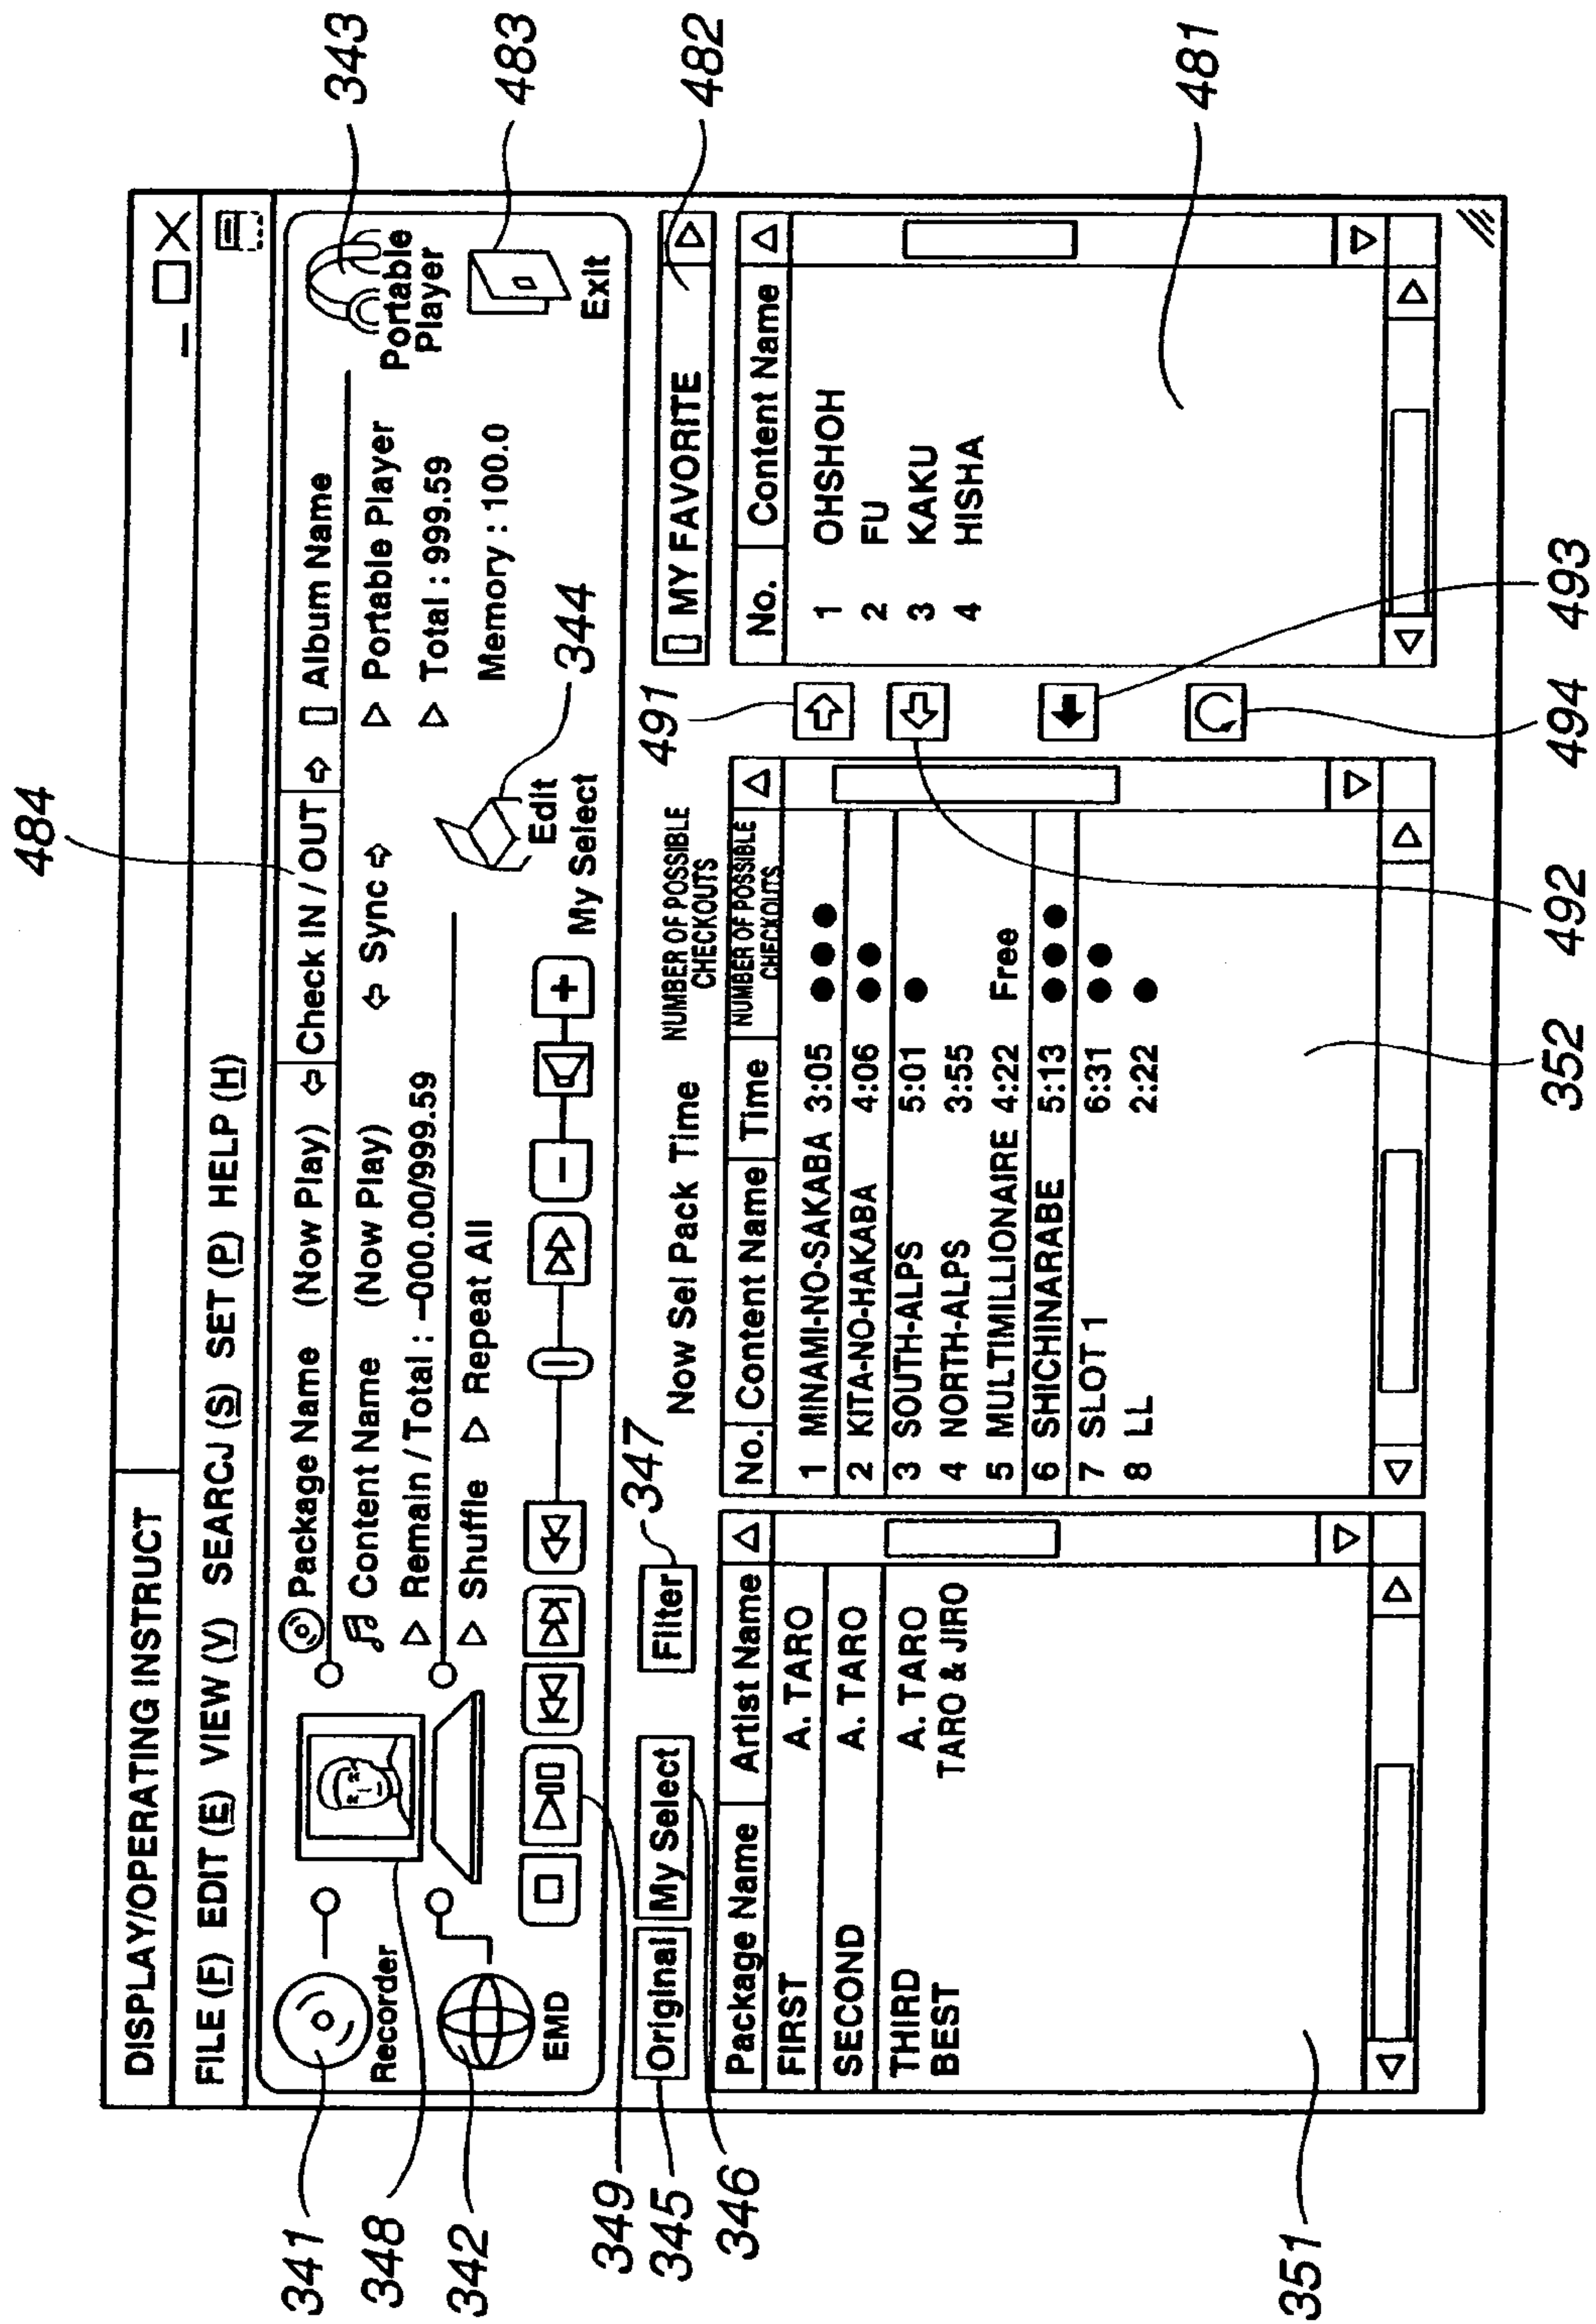 484
DISPLAY/OPERATING INSTRUCT
FILE (F) EDIT (E) VIEW (V) SEARCJ (S) SET (P) HELP (H)
341
Recorder
348
342
EMD
Package Name (Now Play)
Content Name (Now Play)
Remain / Total : -000.00/999.59
Shuffle Repeat All
Check IN / OUT
Sync
Album Name
Portable Player
Total : 999.59
Memory : 100.0
Portable
Player
343
483
Exit
Edit
344
My Select
349
345
346
Original My Select Filter
347
Now Sel Pack Time
NUMBER OF POSSIBLE
CHECKOUTS
491
MY FAVORITE
482
Package Name Artist Name
FIRST A. TARO
SECOND A. TARO
THIRD A. TARO
BEST TARO & JIRO
351
No. Content Name Time NUMBER OF POSSIBLE
CHECKOUTS
1 MINAMI-NO-SAKABA 3:05 ●●●
2 KITA-NO-HAKABA 4:06 ●●
3 SOUTH-ALPS 5:01 ●
4 NORTH-ALPS 3:55
5 MULTIMILLIONAIRE 4:22 Free
6 SHICHINARABE 5:13 ●●●
7 SLOT 1 6:31 ●●
8 LL 2:22 ●
352
492
494
493
No. Content Name
1 OHSHOH
2 FU
3 KAKU
4 HISHA
481